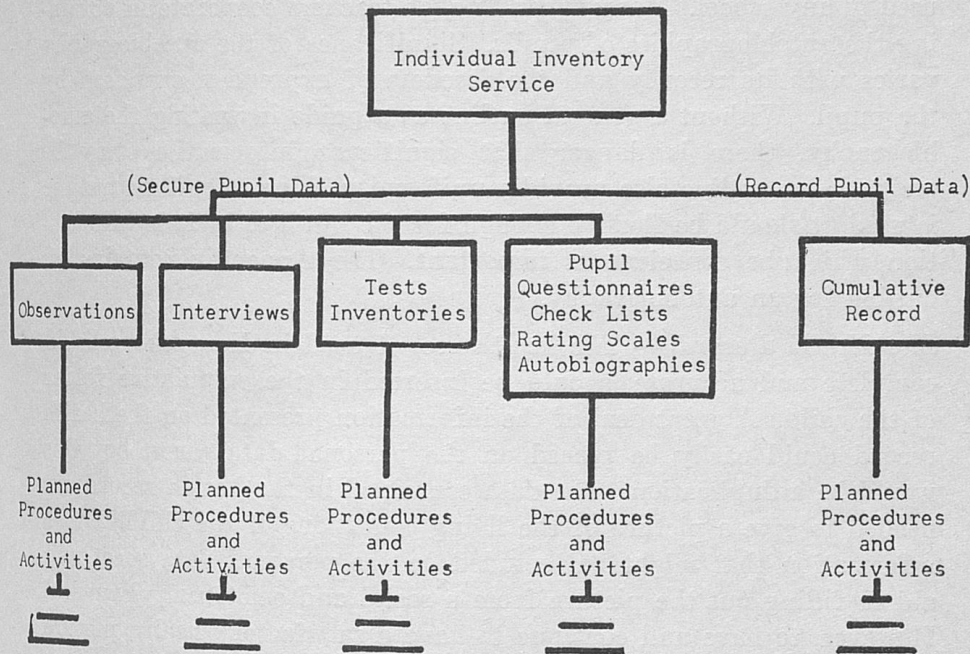 Individual Inventory
Service
(Secure Pupil Data)
(Record Pupil Data)
Observations
Interviews
Tests
Inventories
Pupil
Questionnaires
Check Lists
Rating Scales
Autobiographies
Cumulative
Record
Planned
Procedures
and
Activities
Planned
Procedures
and
Activities
Planned
Procedures
and
Activities
Planned
Procedures
and
Activities
Planned
Procedures
and
Activities